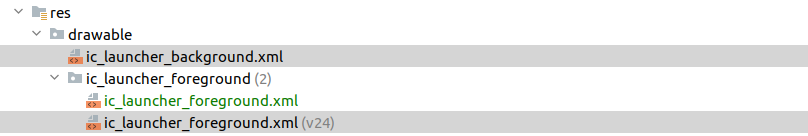 res
drawable
ic_launcher_background.xml
ic_launcher_foreground (2)
ic_launcher_foreground.xml
ic_launcher_foreground.xml (v24)